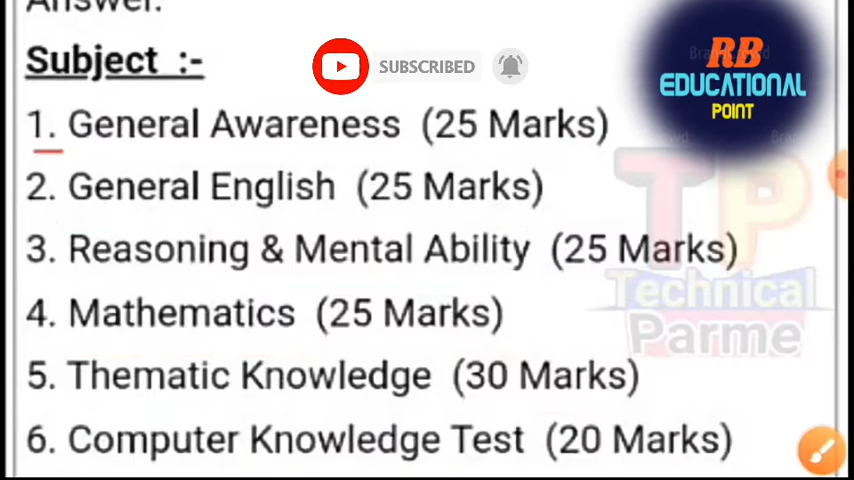 Answer.
Subject :-
SUBSCRIBED
RB
EDUCATIONAL
POINT
1. General Awareness (25 Marks)
2. General English (25 Marks)
3. Reasoning & Mental Ability (25 Marks)
4. Mathematics (25 Marks)
5. Thematic Knowledge (30 Marks)
6. Computer Knowledge Test (20 Marks)
TP
Technical
Parme